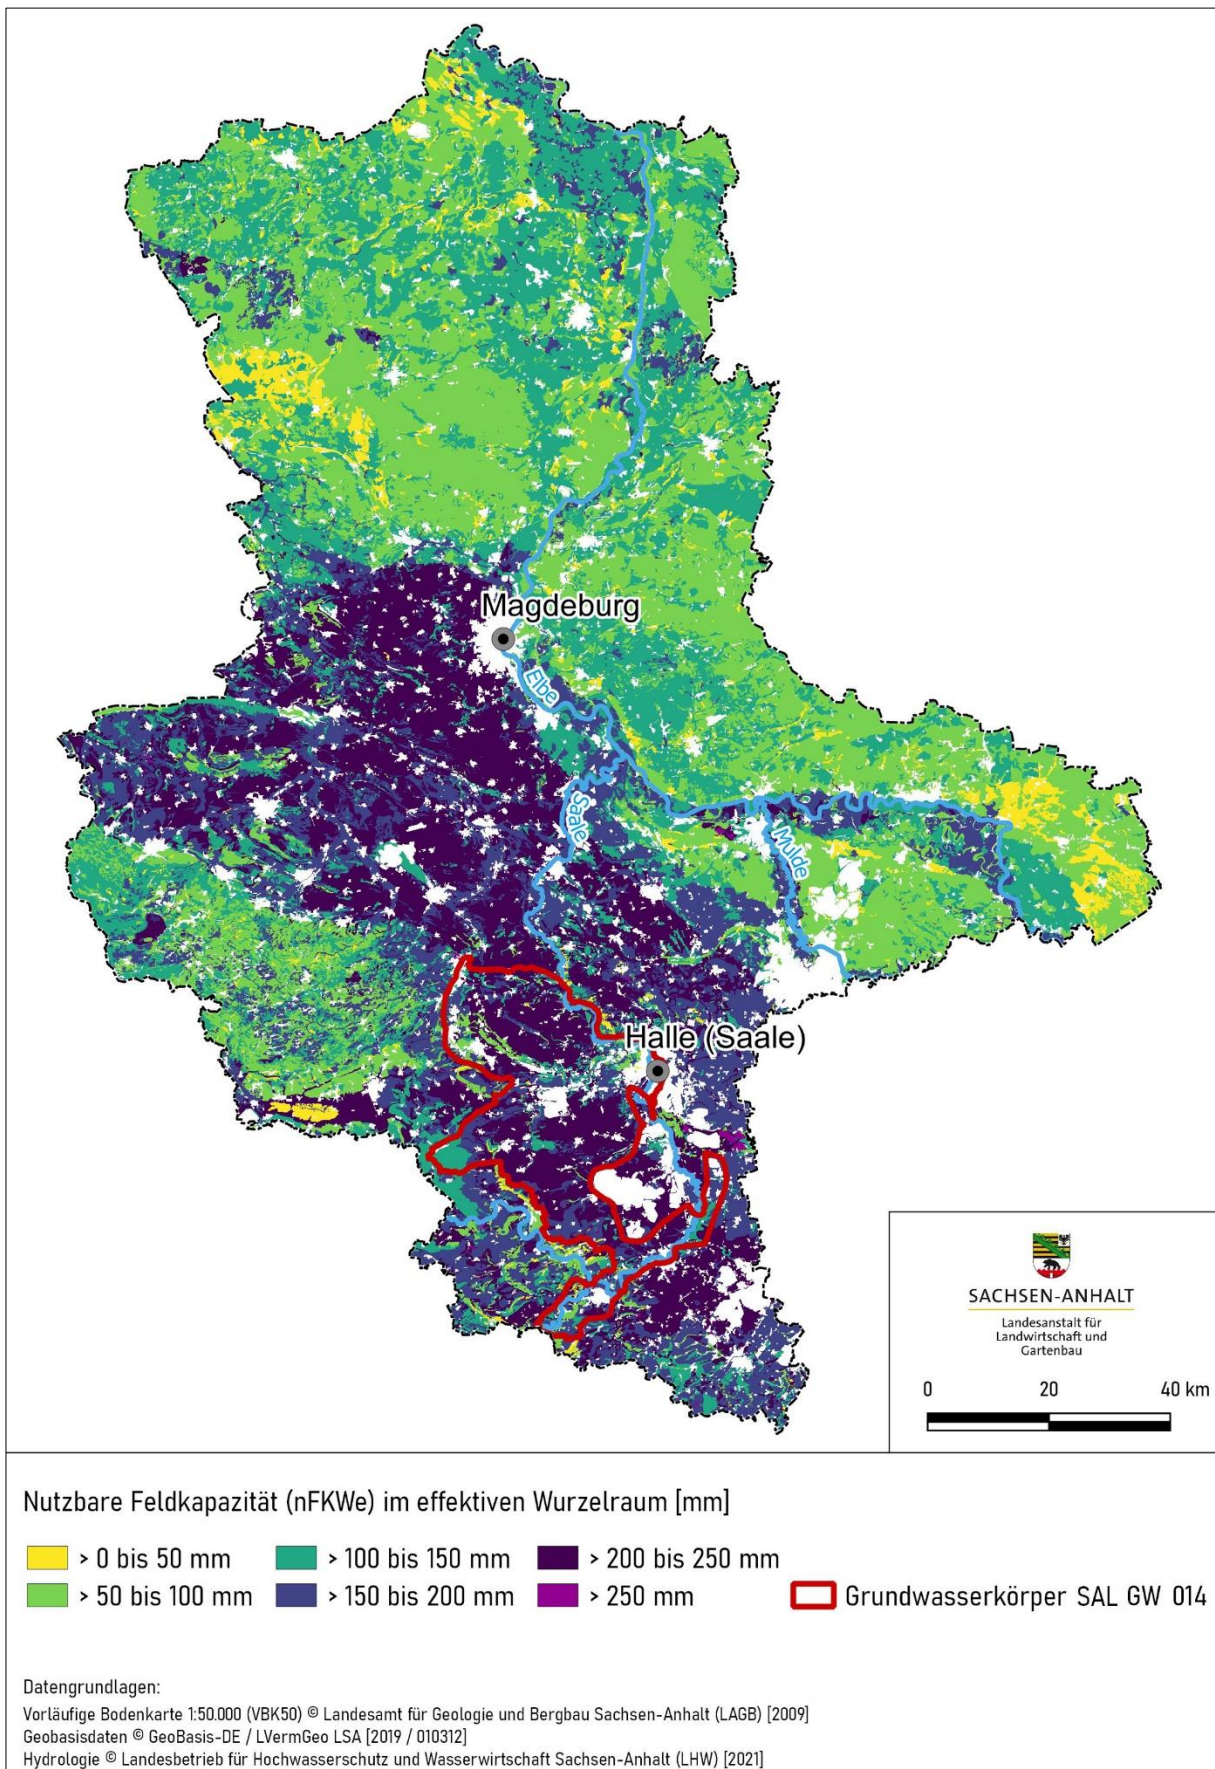 Magdeburg
Elbe
Saale
Mulde
Halle (Saale)
SACHSEN-ANHALT
Landesanstalt für
Landwirtschaft und
Gartenbau
0 20 40 km
Nutzbare Feldkapazität (nFKWe) im effektiven Wurzelraum [mm]
> 0 bis 50 mm > 100 bis 150 mm > 200 bis 250 mm
> 50 bis 100 mm > 150 bis 200 mm > 250 mm Grundwasserkörper SAL GW 014
Datengrundlagen:
Vorläufige Bodenkarte 1:50.000 (VBK50) © Landesamt für Geologie und Bergbau Sachsen-Anhalt (LAGB) [2009]
Geobasisdaten © GeoBasis-DE / LVermGeo LSA [2019 / 010312]
Hydrologie © Landesbetrieb für Hochwasserschutz und Wasserwirtschaft Sachsen-Anhalt (LHW) [2021]